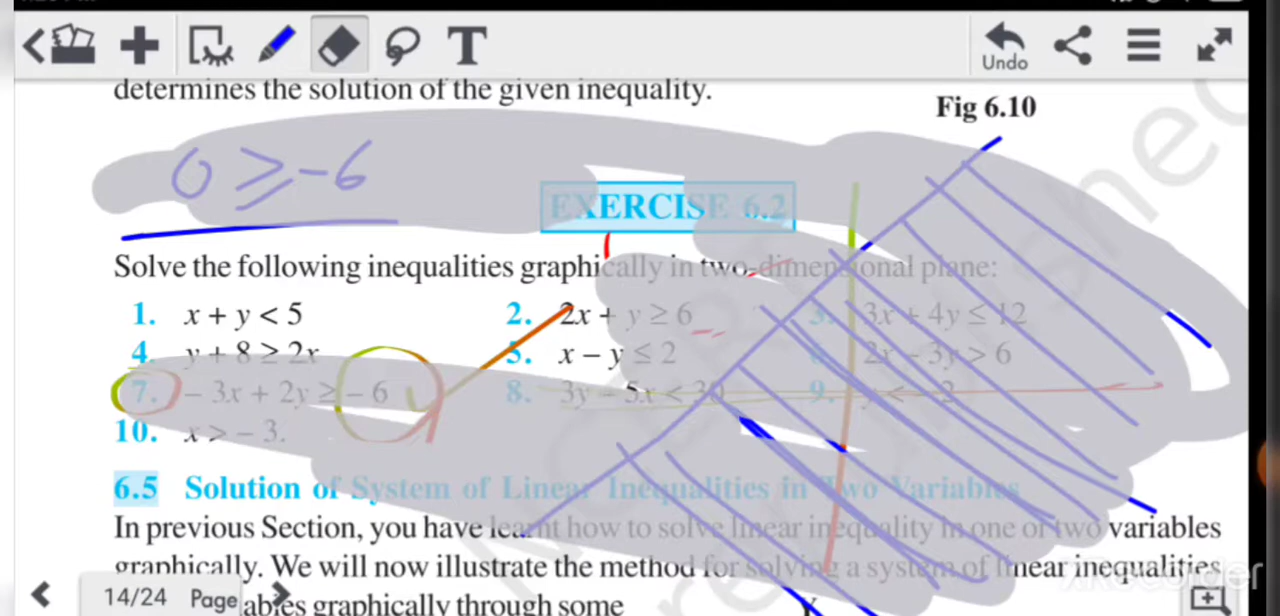 Undo
determines the solution of the given inequality.
Fig 6.10
0 ≥ -6
EXERCISE 6.2
Solve the following inequalities graphically in two-dimensional plane:
1. x + y < 5 2. 2x + y ≥ 6 3. 3x + 4y ≤ 12
4. y + 8 ≥ 2x 5. x – y ≤ 2 6. 2x – 3y > 6
7. – 3x + 2y ≥ – 6 8. 3y – 5x < 30 9. y < – 2
10. x > – 3.
6.5 Solution of System of Linear Inequalities in Two Variables
In previous Section, you have learnt how to solve linear inequality in one or two variables
graphically. We will now illustrate the method for solving a system of linear inequalities
14/24 Page
ables graphically through some
XRecorder